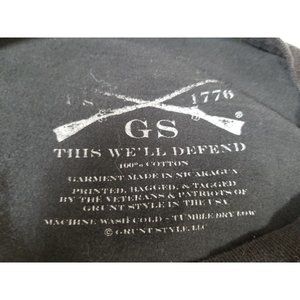 1776
®
GS
THIS WE'LL DEFEND
100% COTTON
GARMENT MADE IN NICARAGUA
PRINTED, BAGGED, & TAGGED
BY THE VETERANS & PATRIOTS OF
GRUNT STYLE IN THE USA
MACHINE WASH COLD - TUMBLE DRY LOW
© GRUNT STYLE, LLC